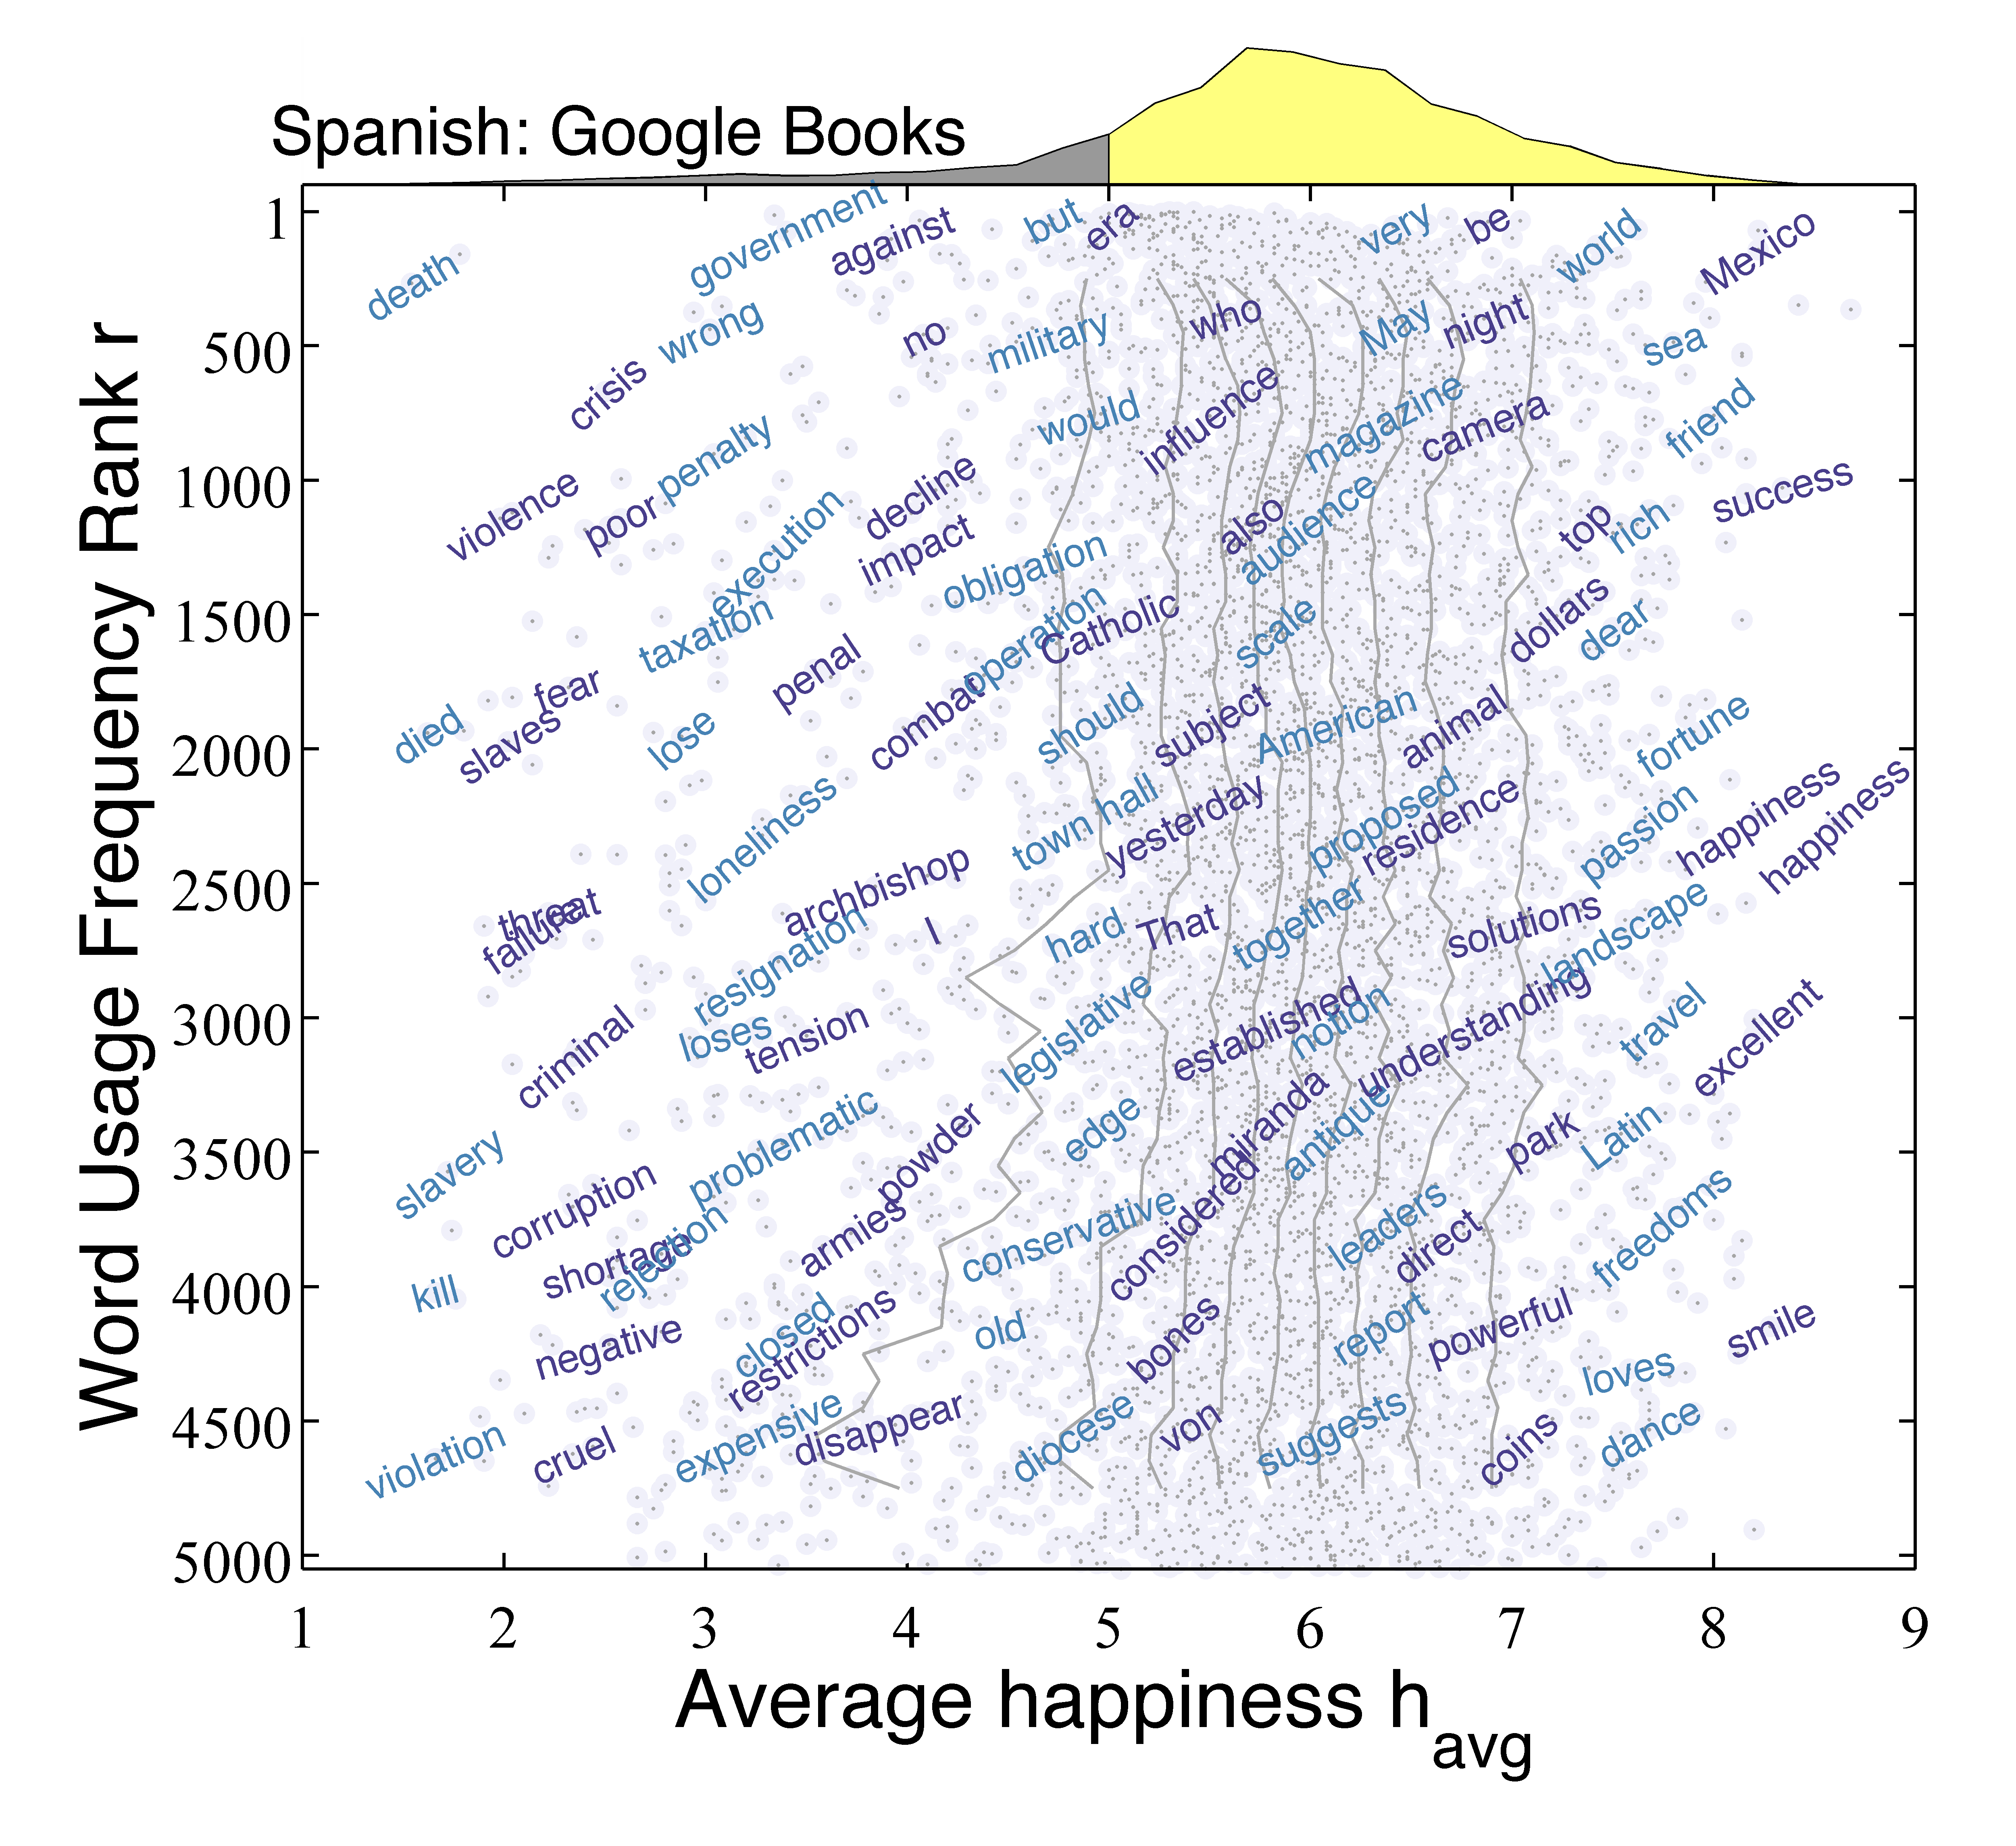 Spanish: Google Books
Word Usage Frequency Rank r
1
500
1000
1500
2000
2500
3000
3500
4000
4500
5000
death
government
against
but
era
very
be
world
Mexico
crisis
wrong
no
military
who
May
night
sea
violence
poor
penalty
decline
would
influence
magazine
camera
friend
success
execution
impact
obligation
also
audience
top
rich
taxation
penal
operation
Catholic
scale
dollars
dear
died
slaves
fear
lose
combat
should
subject
American
animal
fortune
loneliness
town hall
yesterday
proposed
residence
passion
happiness
happiness
threat
failure
archbishop
resignation
I
hard
That
together
solutions
landscape
criminal
loses
tension
legislative
established
notion
understanding
travel
excellent
slavery
corruption
problematic
powder
edge
miranda
antique
park
Latin
kill
shortage
rejection
armies
conservative
considered
leaders
direct
freedoms
negative
closed
restrictions
old
bones
report
powerful
loves
smile
violation
cruel
expensive
disappear
diocese
von
suggests
coins
dance
1 2 3 4 5 6 7 8 9
Average happiness h
avg